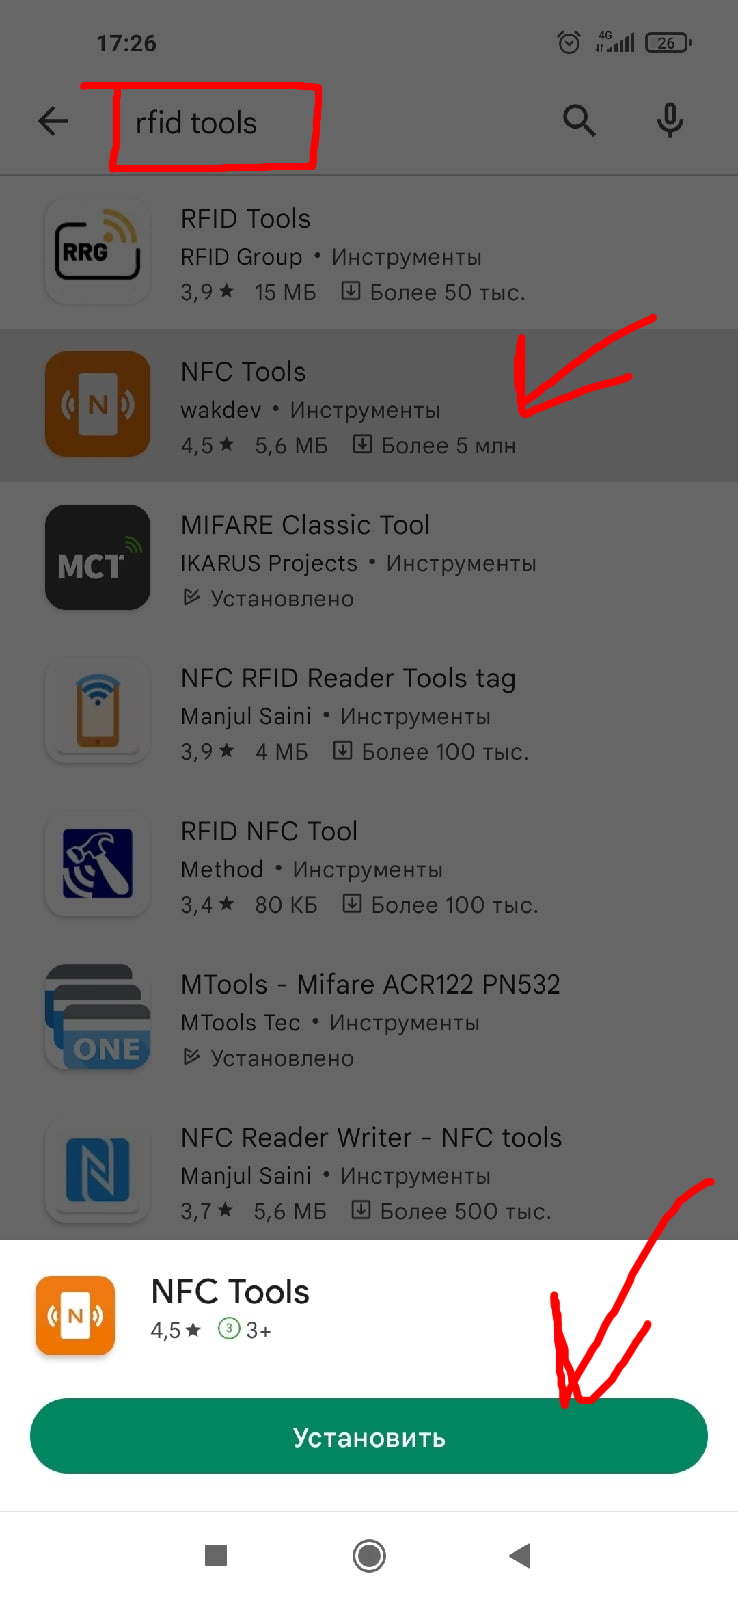 17:26
4G
26
rfid tools
RRG
RFID Tools
RFID Group • Инструменты
3,9★ 15 МБ Более 50 тыс.
N
NFC Tools
wakdev • Инструменты
4,5★ 5,6 МБ Более 5 млн
MCT
MIFARE Classic Tool
IKARUS Projects • Инструменты
Установлено
NFC RFID Reader Tools tag
Manjul Saini • Инструменты
3,9★ 4 МБ Более 100 тыс.
RFID NFC Tool
Method • Инструменты
3,4★ 80 КБ Более 100 тыс.
ONE
MTools - Mifare ACR122 PN532
MTools Tec • Инструменты
Установлено
N
NFC Reader Writer - NFC tools
Manjul Saini • Инструменты
3,7★ 5,6 МБ Более 500 тыс.
N
NFC Tools
4,5★ 3 3+
Установить